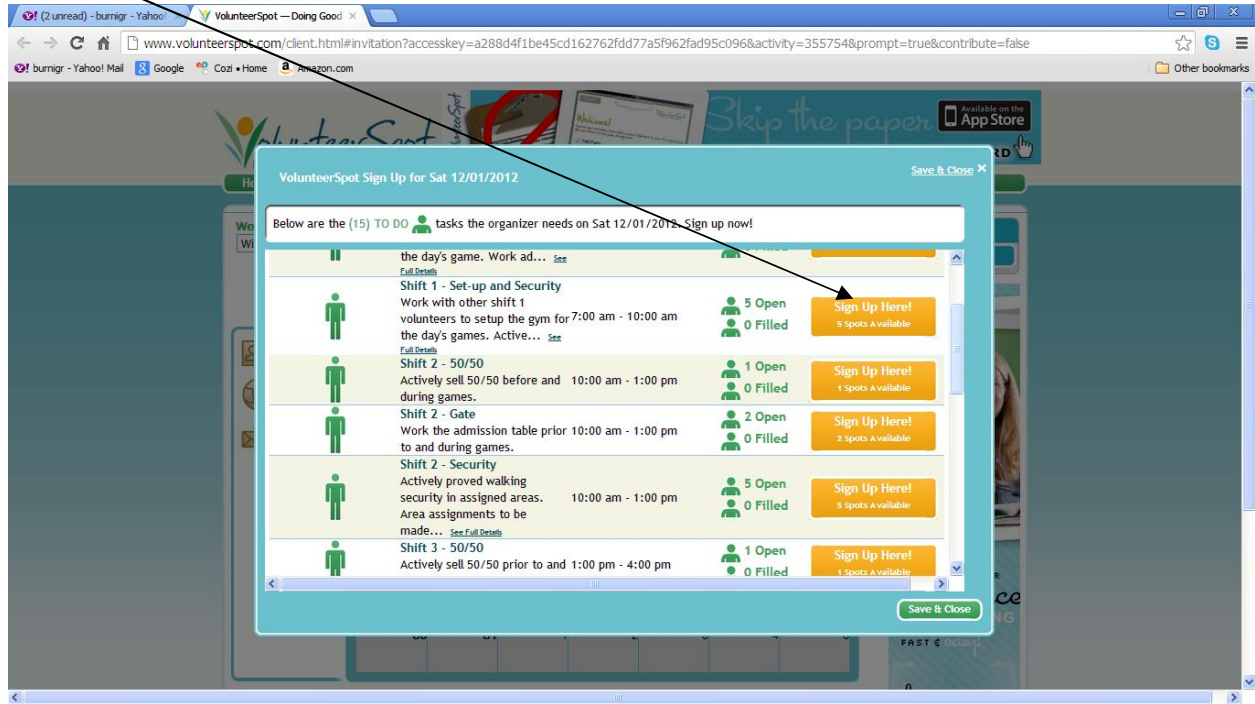 (2 unread) - burnigr - Yahoo!
VolunteerSpot — Doing Good
www.volunteerspot.com/client.html#invitation?accesskey=a288d4f1be45cd162762fdd77a5f962fad95c096&activity=355754&prompt=true&contribute=false
burnigr - Yahoo! Mail Google Cozi • Home Amazon.com Other bookmarks
Skip the paper
Available on the
App Store
VolunteerSpot Sign Up for Sat 12/01/2012 Save & Close
Below are the (15) TO DO tasks the organizer needs on Sat 12/01/2012. Sign up now!
the day's game. Work ad... See
Full Details
Shift 1 - Set-up and Security
Work with other shift 1
volunteers to setup the gym for 7:00 am - 10:00 am
the day's games. Active... See
Full Details
5 Open
0 Filled
Sign Up Here!
5 Spots Available
Shift 2 - 50/50
Actively sell 50/50 before and 10:00 am - 1:00 pm
during games.
1 Open
0 Filled
Sign Up Here!
1 Spots Available
Shift 2 - Gate
Work the admission table prior 10:00 am - 1:00 pm
to and during games.
2 Open
0 Filled
Sign Up Here!
2 Spots Available
Shift 2 - Security
Actively proved walking
security in assigned areas. 10:00 am - 1:00 pm
Area assignments to be
made... See Full Details
5 Open
0 Filled
Sign Up Here!
5 Spots Available
Shift 3 - 50/50
Actively sell 50/50 prior to and 1:00 pm - 4:00 pm
1 Open
0 Filled
Sign Up Here!
1 Spots Available
Save & Close
FAST &